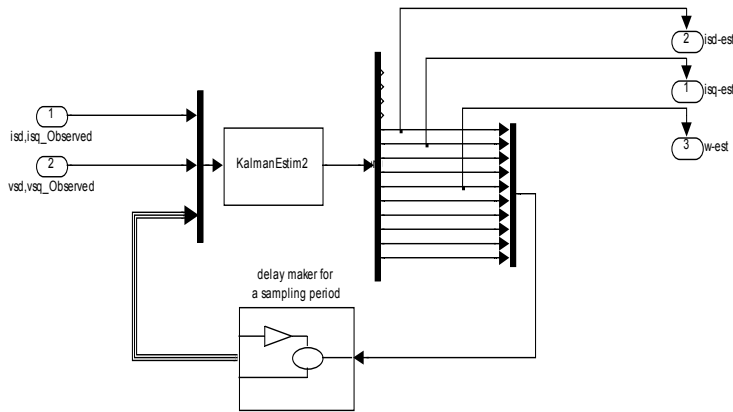 2
isd-est
1
isq-est
3
w-est
1
isd,isq_Observed
2
vsd,vsq_Observed
KalmanEstim2
delay maker for
a sampling period